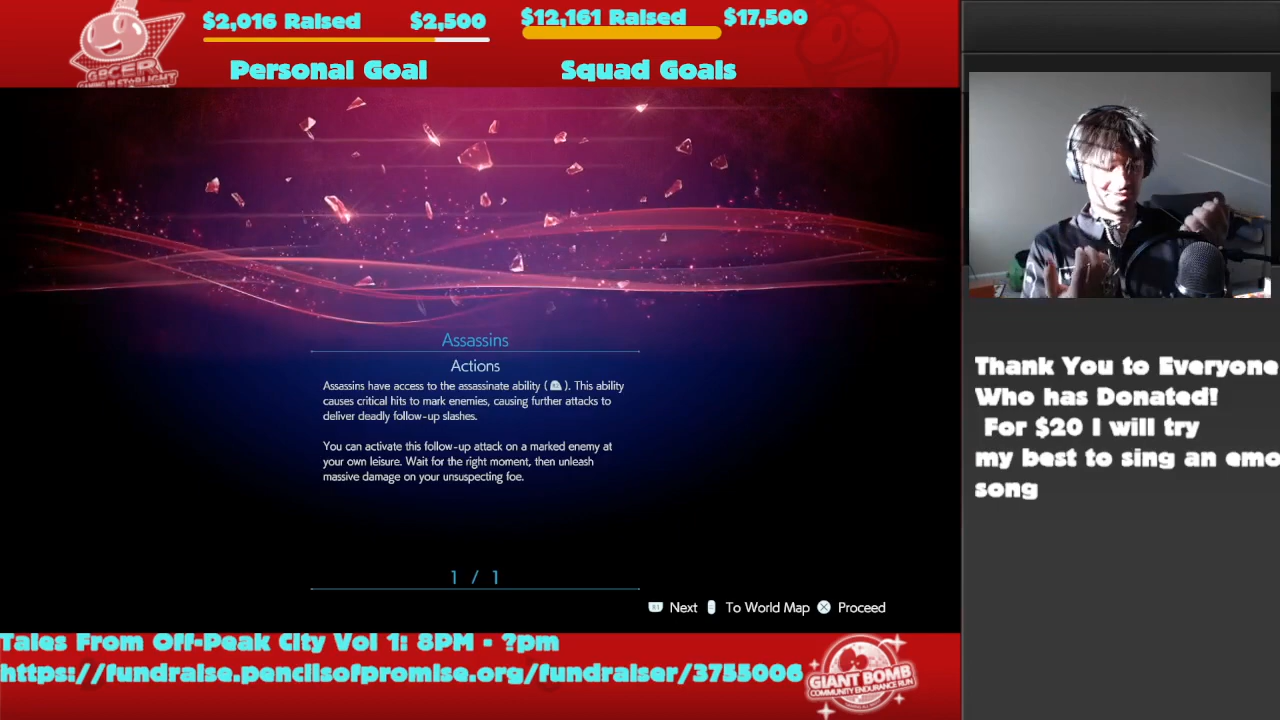 $2,016 Raised $2,500
$12,161 Raised $17,500
Personal Goal
Squad Goals
GBCER
GAMING IN STARLIGHT
Assassins
Actions
Assassins have access to the assassinate ability ( ). This ability
causes critical hits to mark enemies, causing further attacks to
deliver deadly follow-up slashes.
You can activate this follow-up attack on a marked enemy at
your own leisure. Wait for the right moment, then unleash
massive damage on your unsuspecting foe.
1 / 1
Next To World Map Proceed
Thank You to Everyone
Who has Donated!
For $20 I will try
my best to sing an emo
song
Tales From Off-Peak City Vol 1: 8PM - ?pm
https://fundraise.pencilsofpromise.org/fundraiser/3755006
GIANT BOMB
COMMUNITY ENDURANCE RUN